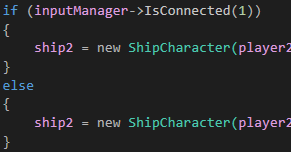 if (inputManager->IsConnected(1))
{
    ship2 = new ShipCharacter(player2
}
else
{
    ship2 = new ShipCharacter(player2
}